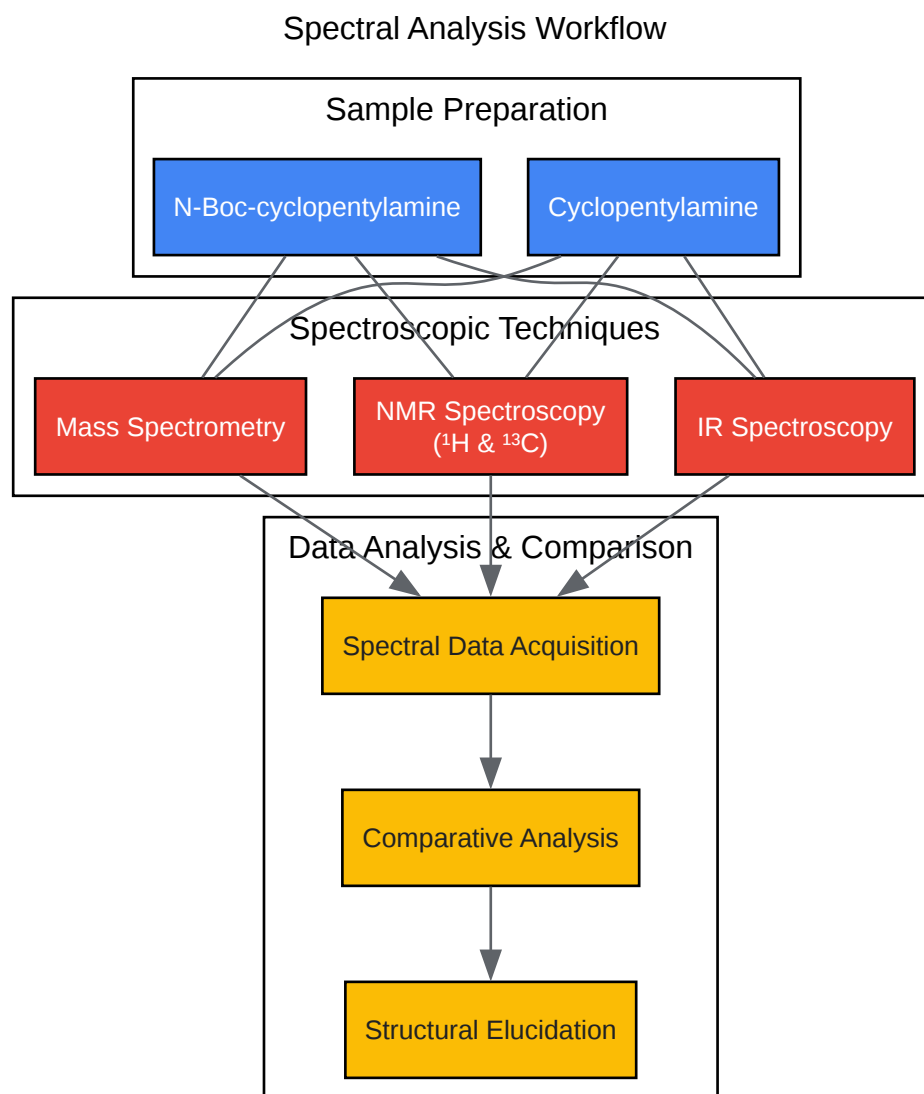 Spectral Analysis Workflow
Sample Preparation
N-Boc-cyclopentylamine
Cyclopentylamine
Spectroscopic Techniques
Mass Spectrometry
NMR Spectroscopy
(¹H & ¹³C)
IR Spectroscopy
Data Analysis & Comparison
Spectral Data Acquisition
Comparative Analysis
Structural Elucidation